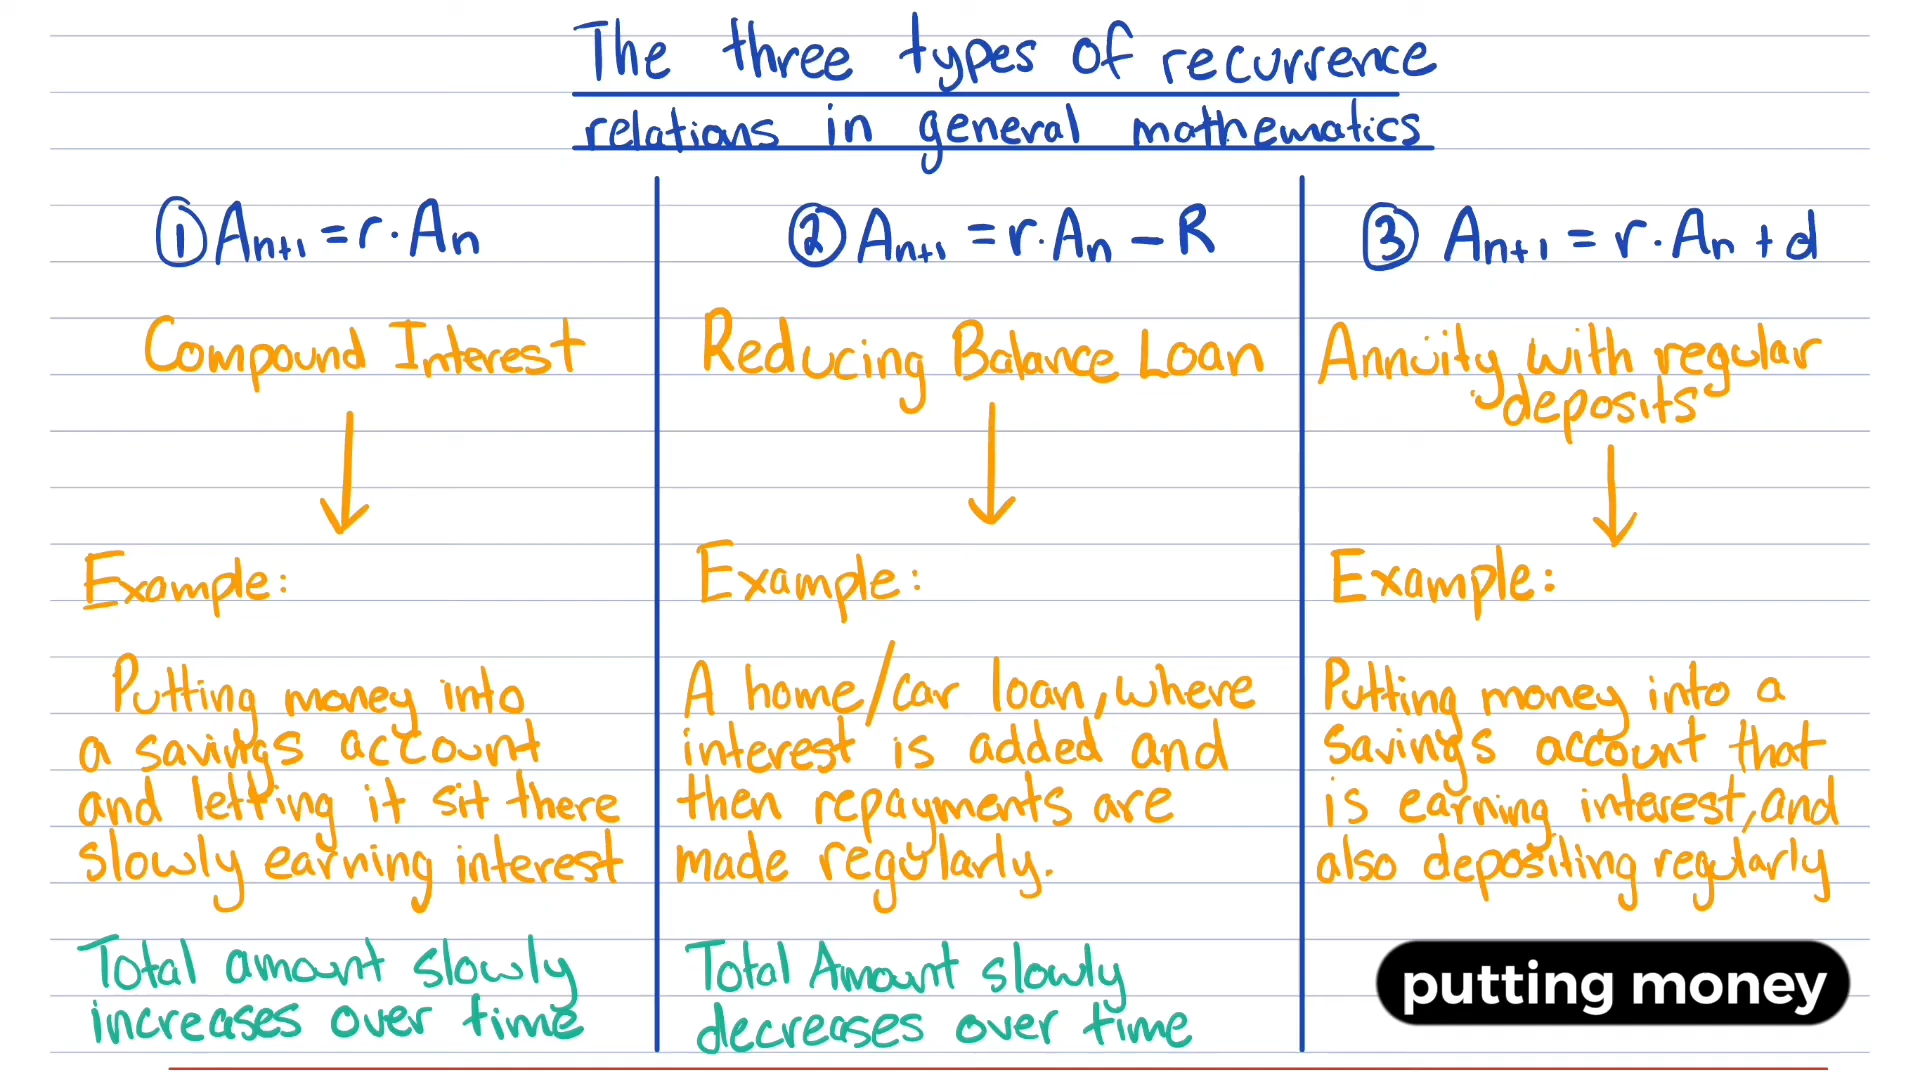 The three types of recurrence
relations in general mathematics
① An+1 = r · An
Compound Interest
Example:
Putting money into
a savings account
and letting it sit there
slowly earning interest
Total amount slowly
increases over time
② An+1 = r · An − R
Reducing Balance Loan
Example:
A home/car loan, where
interest is added and
then repayments are
made regularly.
Total Amount slowly
decreases over time
③ An+1 = r · An + d
Annuity with regular
deposits
Example:
Putting money into a
savings account that
is earning interest, and
also depositing regularly
putting money